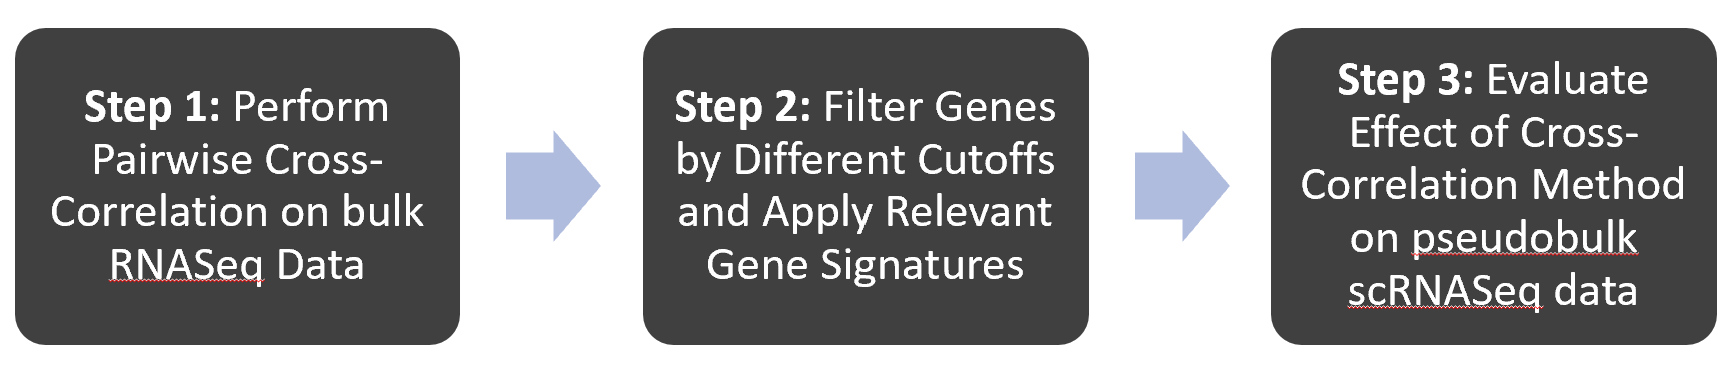 Step 1: Perform
Pairwise Cross-
Correlation on bulk
RNASeq Data
Step 2: Filter Genes
by Different Cutoffs
and Apply Relevant
Gene Signatures
Step 3: Evaluate
Effect of Cross-
Correlation Method
on pseudobulk
scRNASeq data